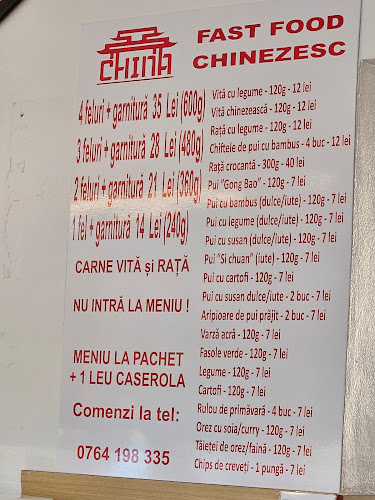 CHINA
FAST FOOD
CHINEZESC
4 feluri + garnitură 35 Lei (600g)
3 feluri + garnitură 28 Lei (480g)
2 feluri + garnitură 21 Lei (360g)
1 fel + garnitură 14 Lei (240g)
CARNE VITĂ și RAȚĂ
NU INTRĂ LA MENIU !
MENIU LA PACHET
+ 1 LEU CASEROLA
Comenzi la tel:
0764 198 335
Vită cu legume - 120g - 12 lei
Vită chinezească - 120g - 12 lei
Rață cu legume - 120g - 12 lei
Chiftele de pui cu bambus - 4 buc - 12 lei
Rață crocantă - 300g - 40 lei
Pui "Gong Bao" - 120g - 7 lei
Pui cu bambus (dulce/iute) - 120g - 7 lei
Pui cu legume (dulce/iute) - 120g - 7 lei
Pui cu susan (dulce/iute) - 120g - 7 lei
Pui "Si chuan" (iute) - 120g - 7 lei
Pui cu cartofi - 120g - 7 lei
Pui cu susan dulce/iute - 2 buc - 7 lei
Aripioare de pui prăjit - 2 buc - 7 lei
Varză acră - 120g - 7 lei
Fasole verde - 120g - 7 lei
Legume - 120g - 7 lei
Cartofi - 120g - 7 lei
Rulou de primăvară - 4 buc - 7 lei
Orez cu soia/curry - 120g - 7 lei
Tăieței de orez/faină - 120g - 7 lei
Chips de creveți - 1 pungă - 7 lei